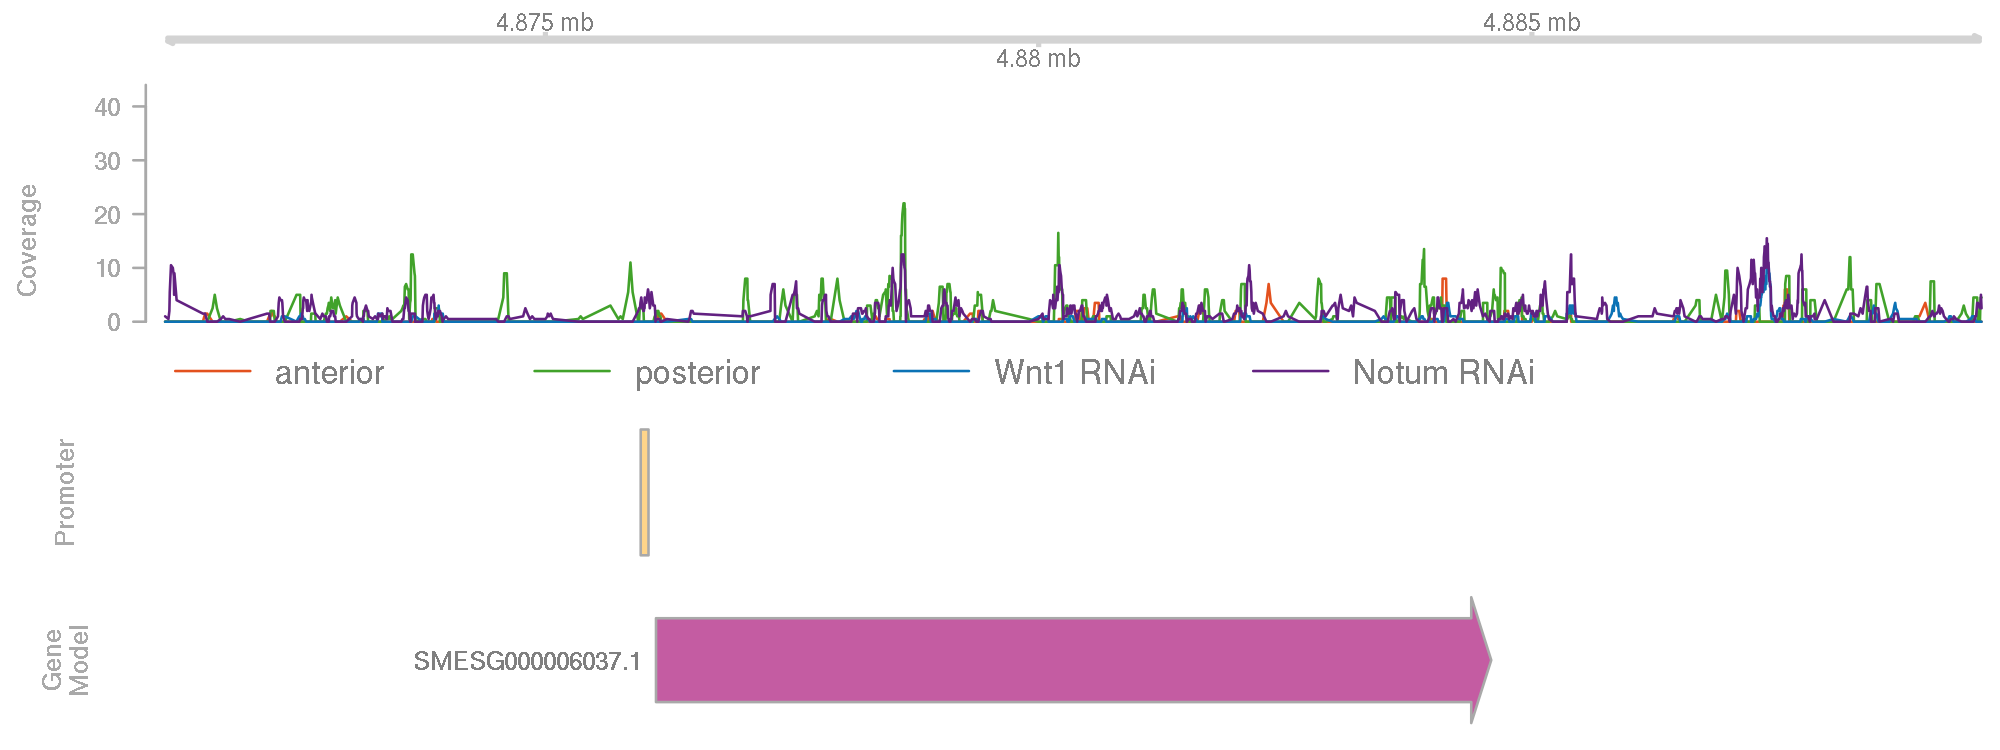 4.875 mb
4.885 mb
4.88 mb
Coverage
40
30
20
10
0
anterior
posterior
Wnt1 RNAi
Notum RNAi
Promoter
Gene
Model
SMESG000006037.1